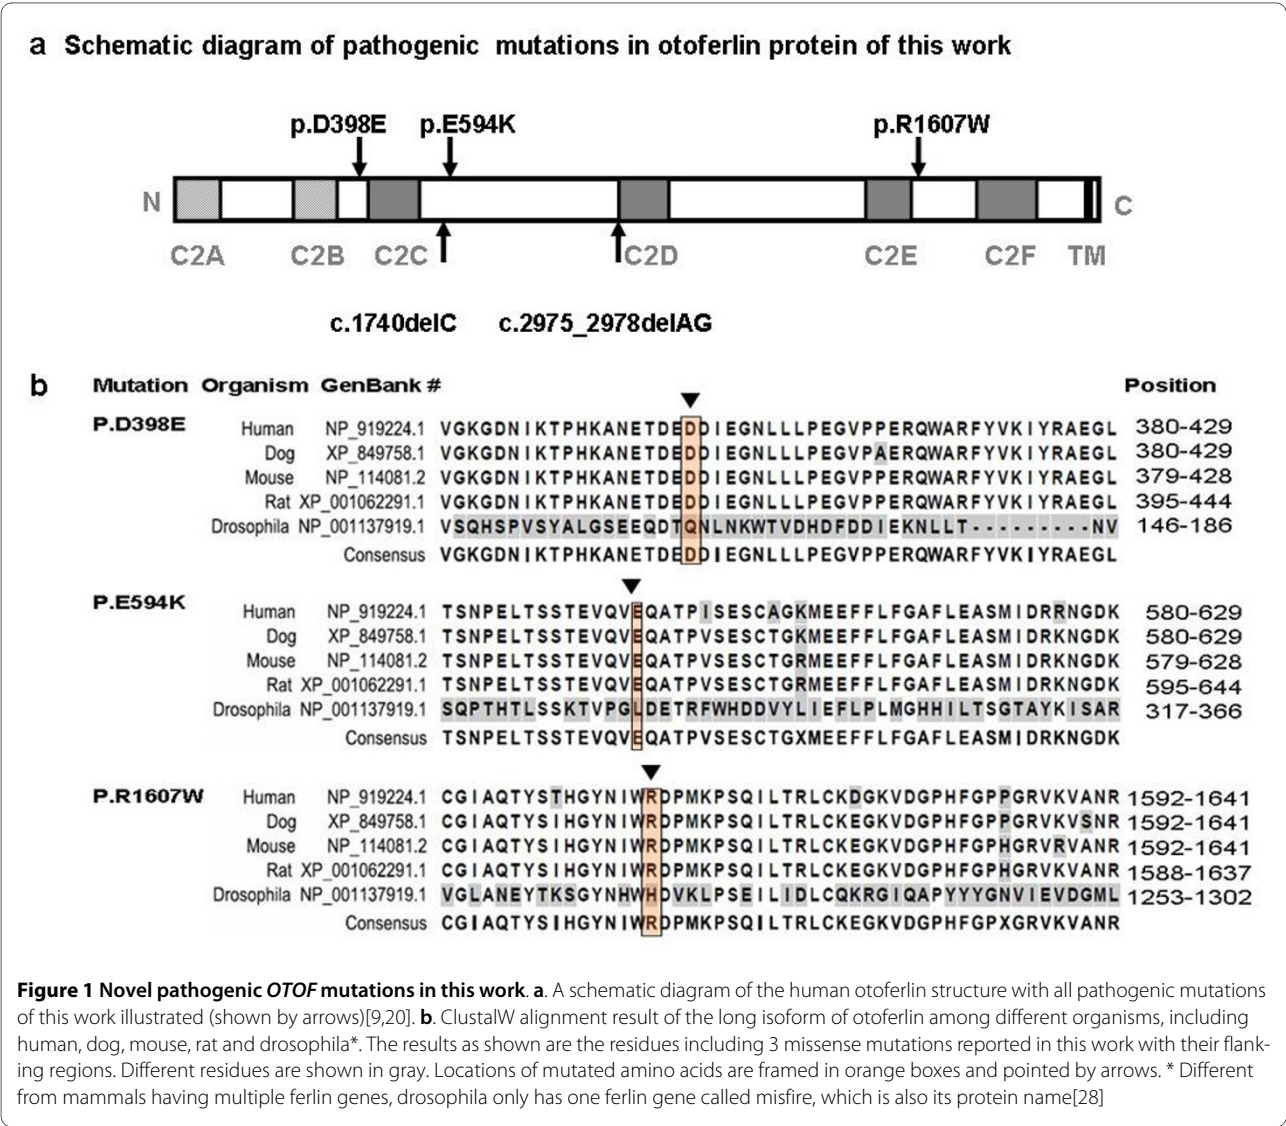 a Schematic diagram of pathogenic mutations in otoferlin protein of this work
p.D398E p.E594K p.R1607W
N C
C2A C2B C2C C2D C2E C2F TM
c.1740delC c.2975_2978delAG
b Mutation Organism GenBank # Position
P.D398E
Human NP_919224.1 VGKGDNIKTPHKANETDEDDIEGNLLLPEGVPPERQWARFYVKIYRAEGL 380-429
Dog XP_849758.1 VGKGDNIKTPHKANETDEDDIEGNLLLPEGVPAERQWARFYVKIYRAEGL 380-429
Mouse NP_114081.2 VGKGDNIKTPHKANETDEDDIEGNLLLPEGVPPERQWARFYVKIYRAEGL 379-428
Rat XP_001062291.1 VGKGDNIKTPHKANETDEDDIEGNLLLPEGVPPERQWARFYVKIYRAEGL 395-444
Drosophila NP_001137919.1 VSQHSPVSYALGSEEQDTQNLNKWTVDHDFDDIEKNLLT---------NV 146-186
Consensus VGKGDNIKTPHKANETDEDDIEGNLLLPEGVPPERQWARFYVKIYRAEGL
P.E594K
Human NP_919224.1 TSNPELTSSTEVQVEQATPISESCAGKMEEFFLFGAFLEASMIDRRNGDK 580-629
Dog XP_849758.1 TSNPELTSSTEVQVEQATPVSESCTGKMEEFFLFGAFLEASMIDRKNGDK 580-629
Mouse NP_114081.2 TSNPELTSSTEVQVEQATPVSESCTGRMEEFFLFGAFLEASMIDRKNGDK 579-628
Rat XP_001062291.1 TSNPELTSSTEVQVEQATPVSESCTGRMEEFFLFGAFLEASMIDRKNGDK 595-644
Drosophila NP_001137919.1 SQPTHTLSSKTVPGLDETRFWHDDVYLIEFLPLMGHHILTSGTAYKISAR 317-366
Consensus TSNPELTSSTEVQVEQATPVSESCTGXMEEFFLFGAFLEASMIDRKNGDK
P.R1607W
Human NP_919224.1 CGIAQTYSTHGYNIWRDPMKPSQILTRLCKDGKVDGPHFGPPGRVKVANR 1592-1641
Dog XP_849758.1 CGIAQTYSIHGYNIWRDPMKPSQILTRLCKEGKVDGPHFGPPGRVKVSNR 1592-1641
Mouse NP_114081.2 CGIAQTYSIHGYNIWRDPMKPSQILTRLCKEGKVDGPHFGPHGRVRVANR 1592-1641
Rat XP_001062291.1 CGIAQTYSIHGYNIWRDPMKPSQILTRLCKEGKVDGPHFGPHGRVKVANR 1588-1637
Drosophila NP_001137919.1 VGLANEYTKSGYNHWHDVKLPSEILIDLCQKRGIQAPYYYGNVIEVDGML 1253-1302
Consensus CGIAQTYSIHGYNIWRDPMKPSQILTRLCKEGKVDGPHFGPXGRVKVANR
Figure 1 Novel pathogenic OTOF mutations in this work. a. A schematic diagram of the human otoferlin structure with all pathogenic mutations
of this work illustrated (shown by arrows)[9,20]. b. ClustalW alignment result of the long isoform of otoferlin among different organisms, including
human, dog, mouse, rat and drosophila*. The results as shown are the residues including 3 missense mutations reported in this work with their flank-
ing regions. Different residues are shown in gray. Locations of mutated amino acids are framed in orange boxes and pointed by arrows. * Different
from mammals having multiple ferlin genes, drosophila only has one ferlin gene called misfire, which is also its protein name[28]